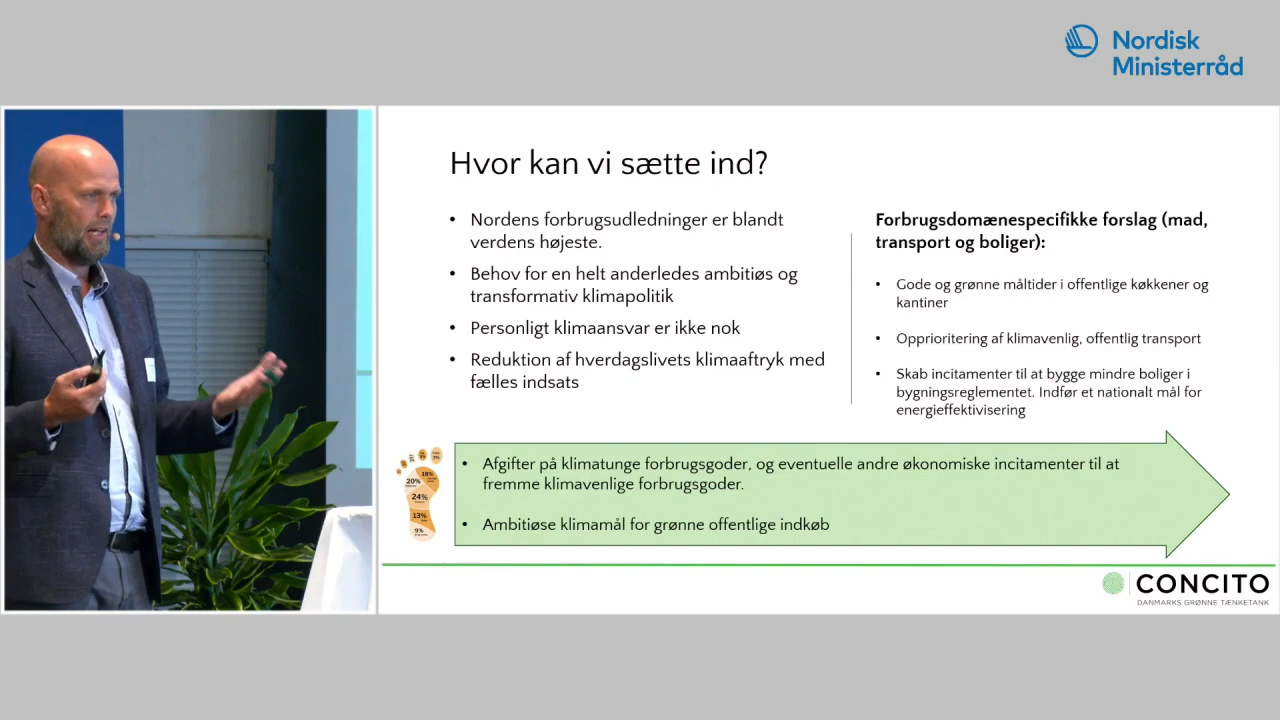 Nordisk
Ministerråd
Hvor kan vi sætte ind?
• Nordens forbrugsudledninger er blandt
verdens højeste.
• Behov for en helt anderledes ambitiøs og
transformativ klimapolitik
• Personligt klimaansvar er ikke nok
• Reduktion af hverdagslivets klimaaftryk med
fælles indsats
Forbrugsdomænespecifikke forslag (mad,
transport og boliger):
• Gode og grønne måltider i offentlige køkkener og
kantiner
• Opprioritering af klimavenlig, offentlig transport
• Skab incitamenter til at bygge mindre boliger i
bygningsreglementet. Indfør et nationalt mål for
energieffektivisering
18%
20%
24%
13%
9%
• Afgifter på klimatunge forbrugsgoder, og eventuelle andre økonomiske incitamenter til at
fremme klimavenlige forbrugsgoder.
• Ambitiøse klimamål for grønne offentlige indkøb
CONCITO
DANMARKS GRØNNE TÆNKETANK